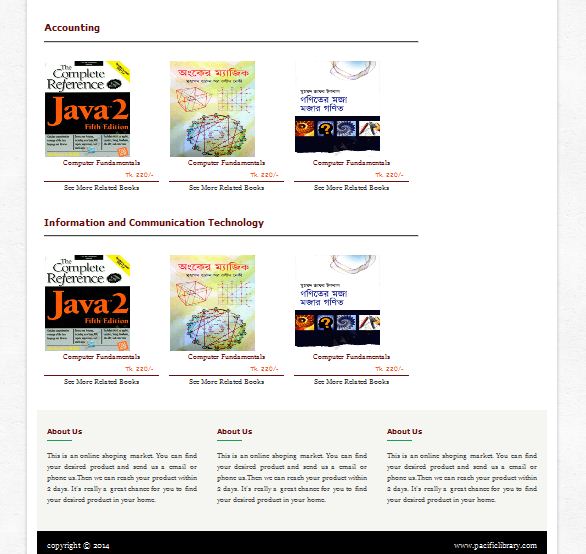 Accounting
The
Complete
Reference
Java 2
Fifth Edition
অংকের ম্যাজিক
গণিতের মজা
মজার গণিত
Computer Fundamentals
Computer Fundamentals
Computer Fundamentals
Tk. 220/-
Tk. 220/-
Tk. 220/-
See More Related Books
See More Related Books
See More Related Books
Information and Communication Technology
The
Complete
Reference
Java 2
Fifth Edition
অংকের ম্যাজিক
গণিতের মজা
মজার গণিত
Computer Fundamentals
Computer Fundamentals
Computer Fundamentals
Tk. 220/-
Tk. 220/-
Tk. 220/-
See More Related Books
See More Related Books
See More Related Books
About Us
This is an online shoping market. You can find
your desired product and send us a email or
phone us.Then we can reach your product within
2 days. It's really a great chance for you to find
your desired product in your home.
About Us
This is an online shoping market. You can find
your desired product and send us a email or
phone us.Then we can reach your product within
2 days. It's really a great chance for you to find
your desired product in your home.
About Us
This is an online shoping market. You can find
your desired product and send us a email or
phone us.Then we can reach your product within
2 days. It's really a great chance for you to find
your desired product in your home.
copyright © 2014
www.pacificlibrary.com